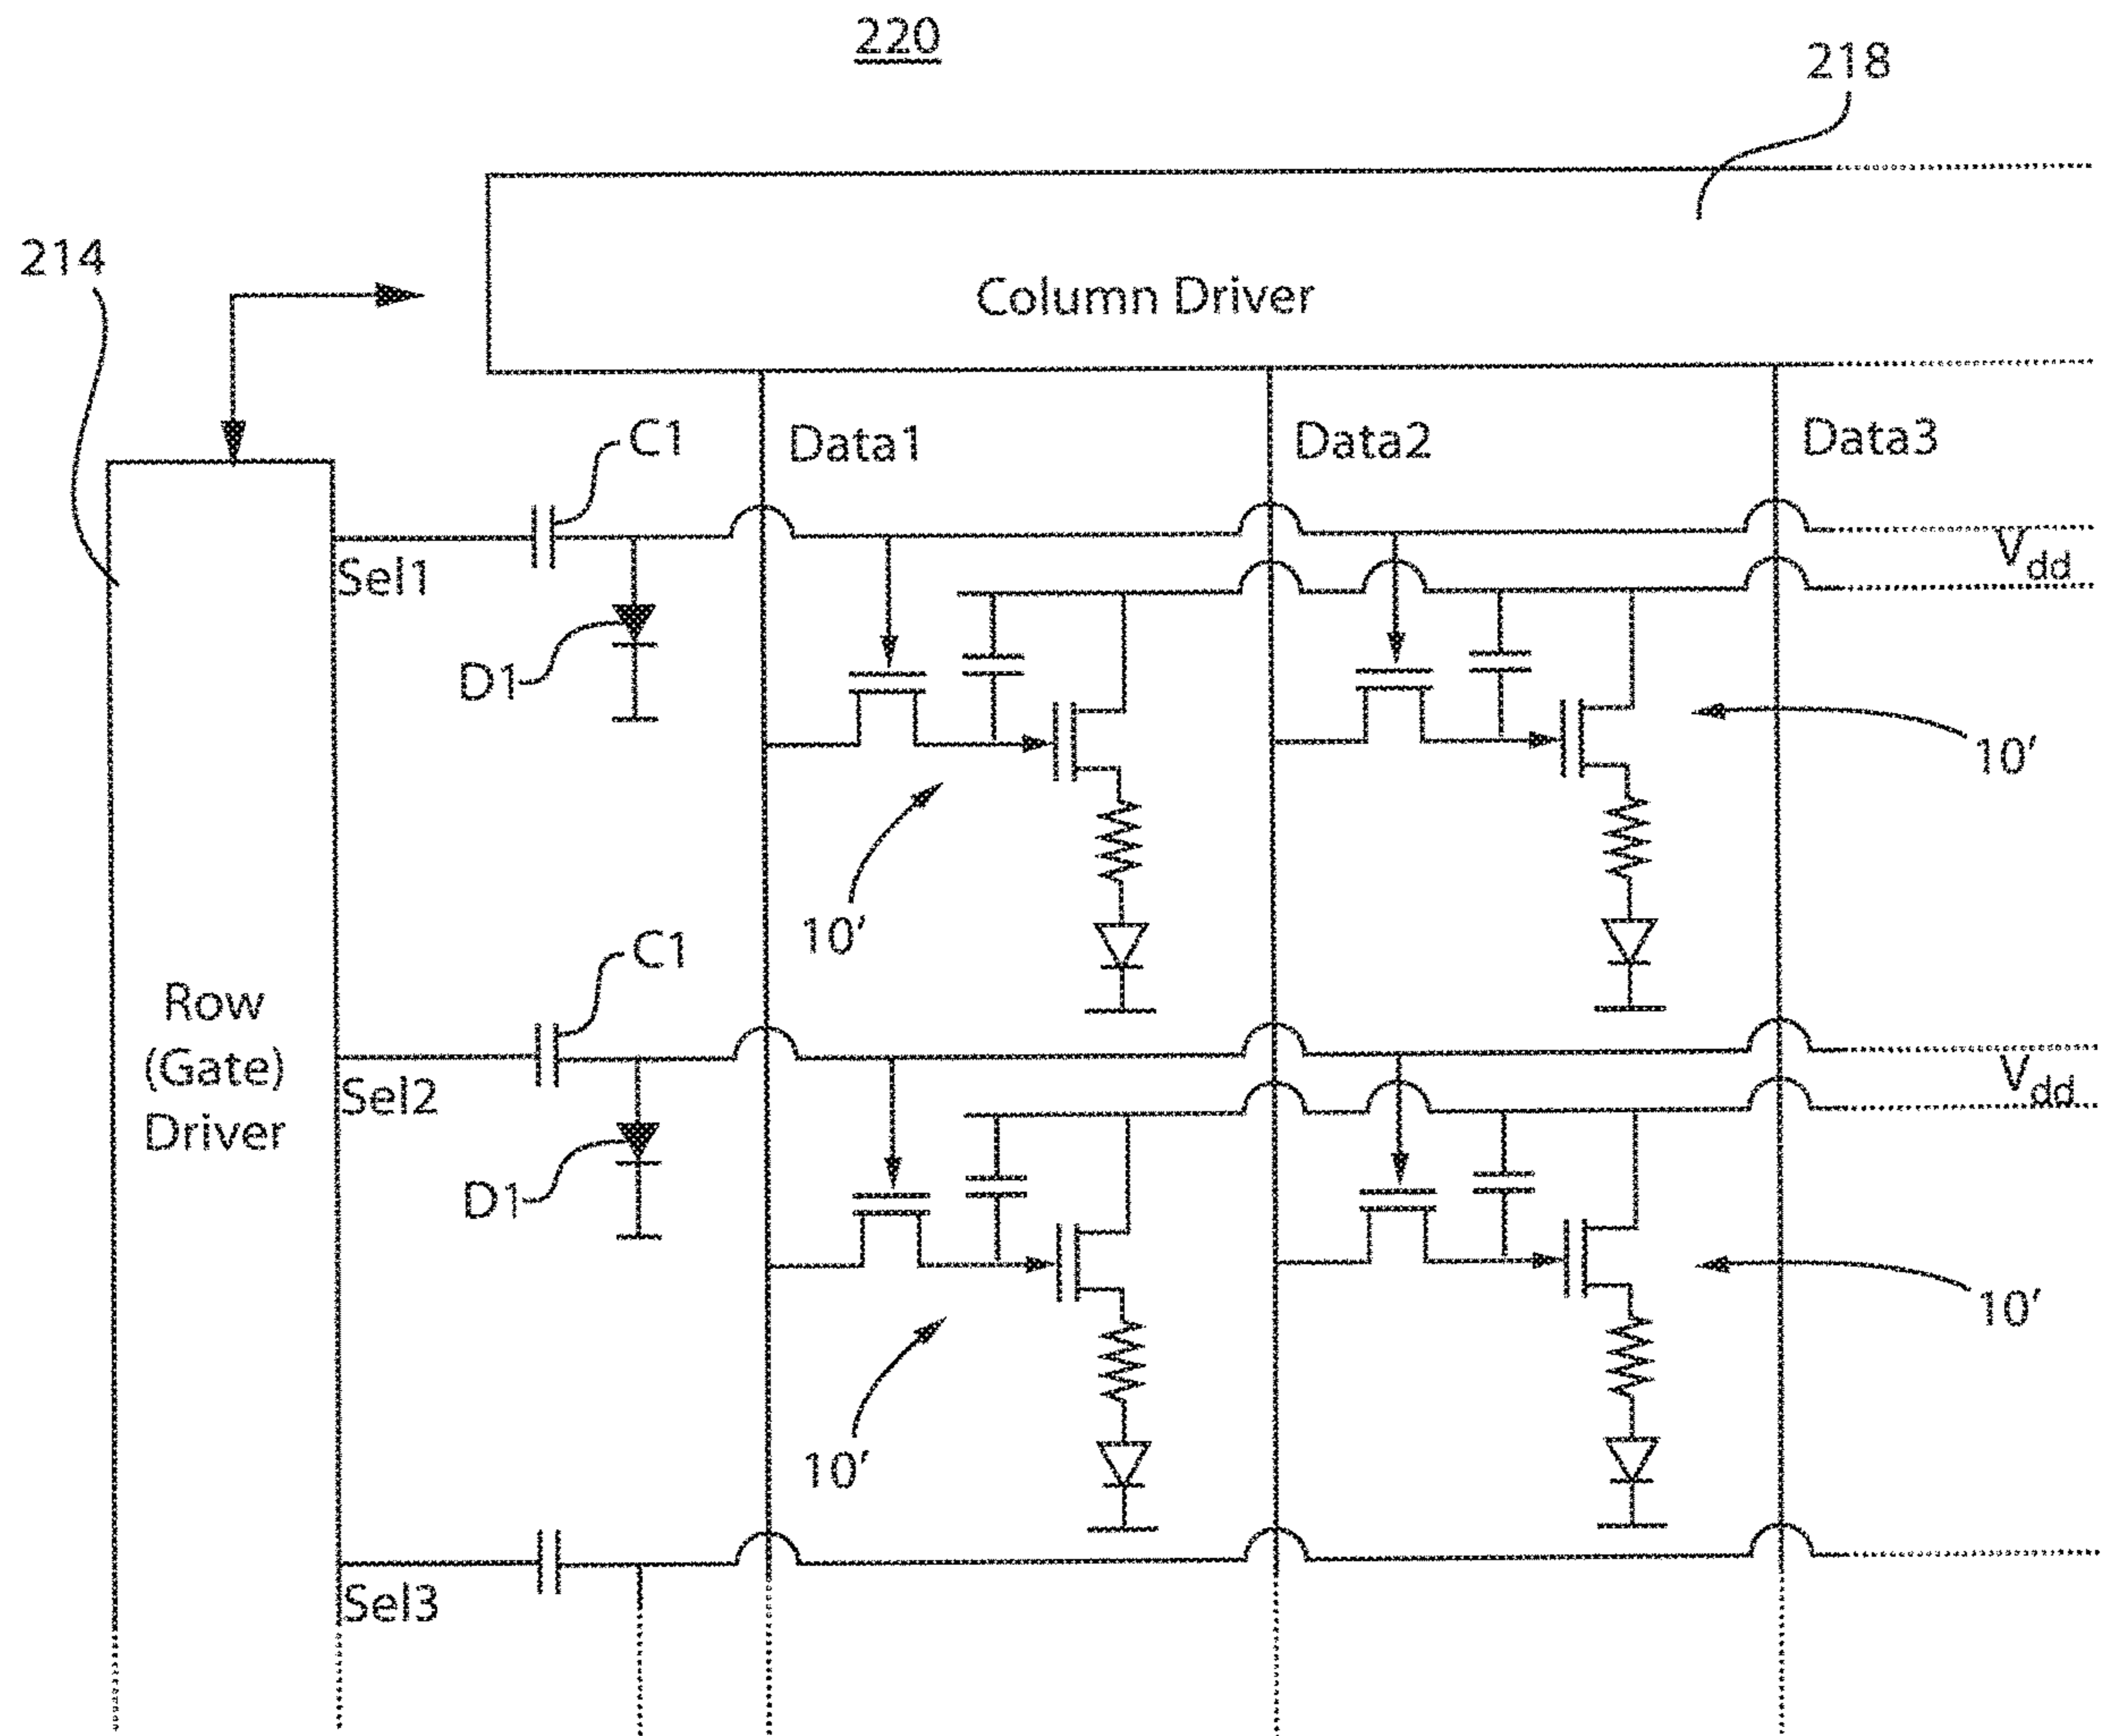 220
218
214
Column Driver
C1
Data1
Data2
Data3
Sel1
Vdd
D1
10'
10'
C1
Row
(Gate)
Driver
Sel2
Vdd
D1
10'
10'
Sel3